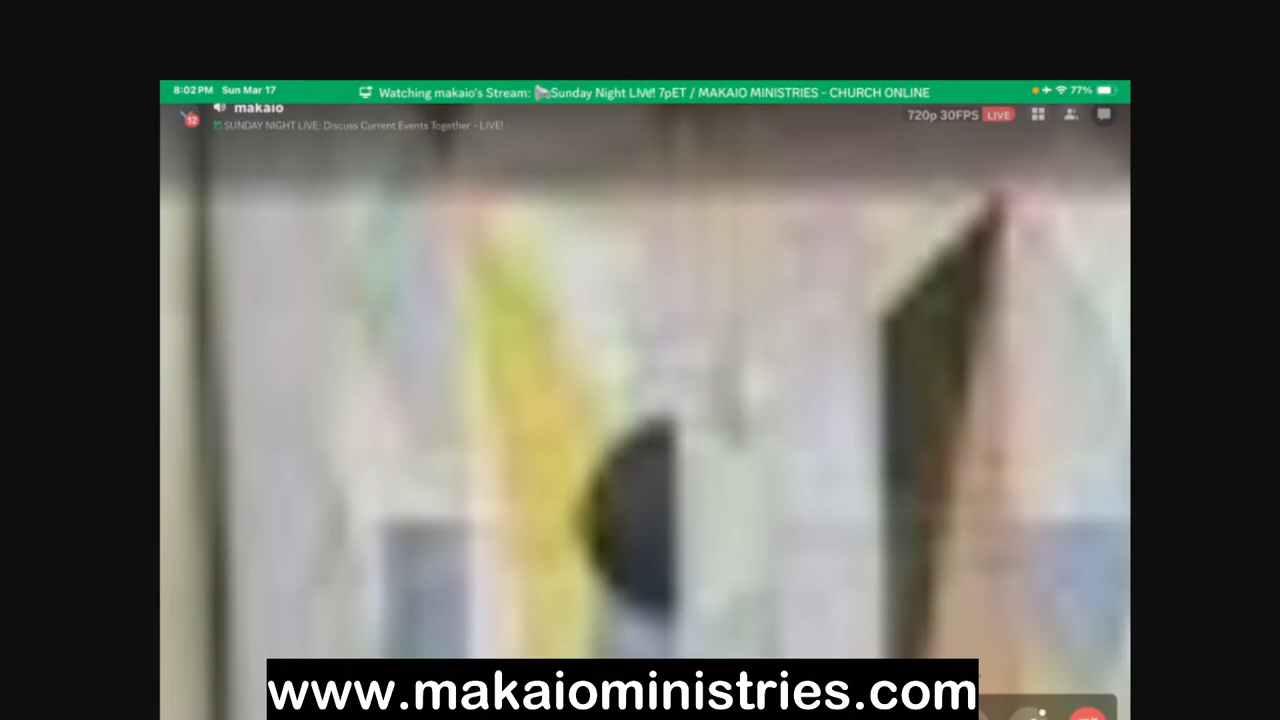 8:02 PM Sun Mar 17
Watching makaio's Stream: Sunday Night LIVE! 7pET / MAKAIO MINISTRIES - CHURCH ONLINE
77%
makaio
12
SUNDAY NIGHT LIVE: Discuss Current Events Together - LIVE!
720p 30FPS LIVE
www.makaioministries.com